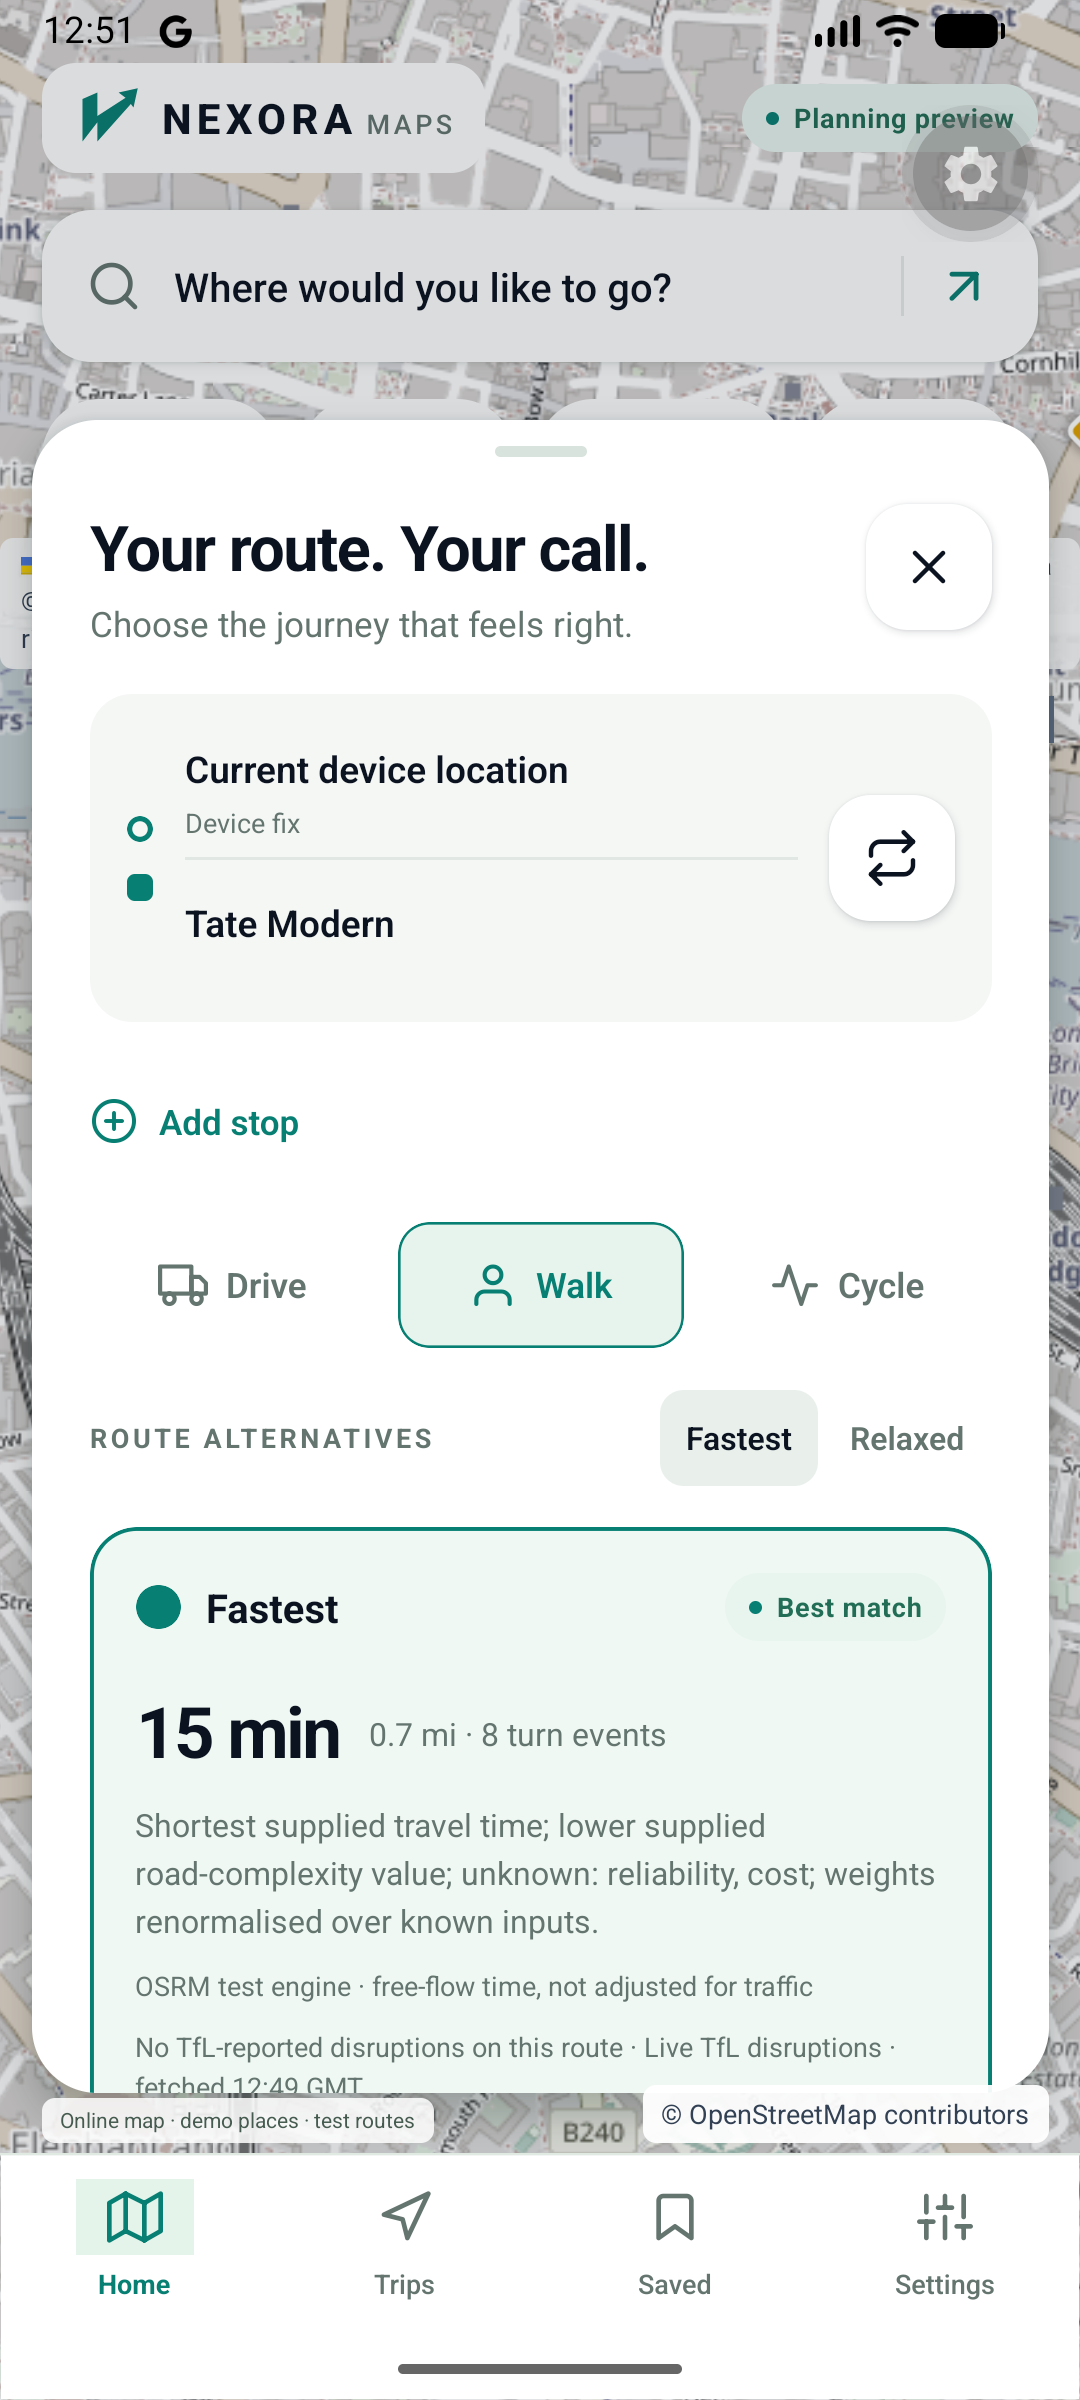 12:51
NEXORA MAPS
Planning preview
Where would you like to go?
Cornhil
Your route. Your call.
Choose the journey that feels right.
Current device location
Device fix
Tate Modern
Add stop
Drive
Walk
Cycle
ROUTE ALTERNATIVES
Fastest
Relaxed
Fastest
Best match
15 min
0.7 mi · 8 turn events
Shortest supplied travel time; lower supplied
road-complexity value; unknown: reliability, cost; weights
renormalised over known inputs.
OSRM test engine · free-flow time, not adjusted for traffic
No TfL-reported disruptions on this route · Live TfL disruptions ·
fetched 12:49 GMT
Online map · demo places · test routes
© OpenStreetMap contributors
B240
Home
Trips
Saved
Settings